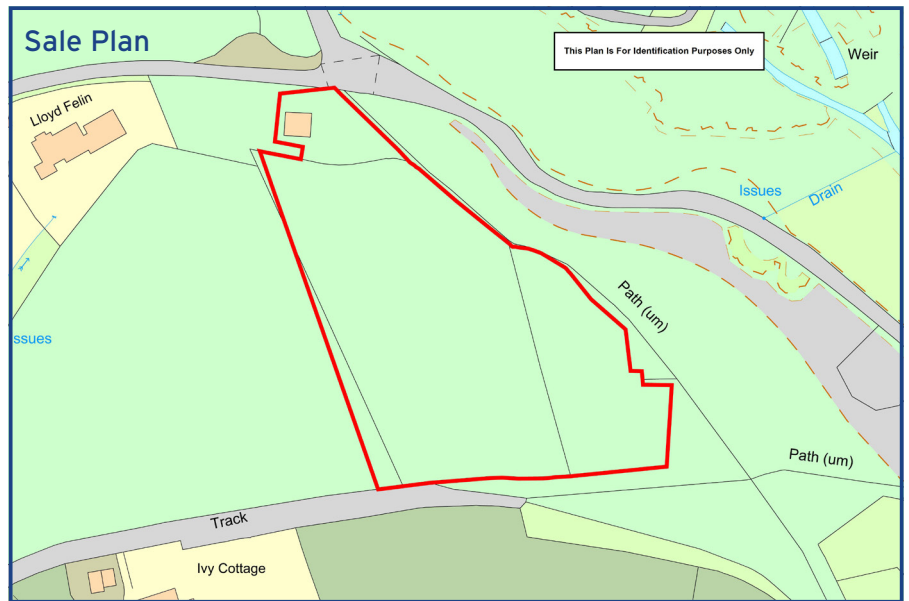 Sale Plan
This Plan Is For Identification Purposes Only
Weir
Lloyd Felin
Issues
Drain
Path (um)
ssues
Path (um)
Track
Ivy Cottage